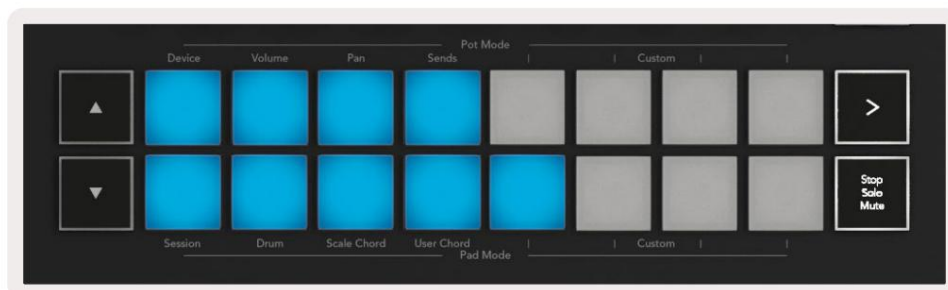 Pot Mode
Device Volume Pan Sends Custom
▲ >
▼ Stop
Solo
Mute
Session Drum Scale Chord User Chord Custom
Pad Mode